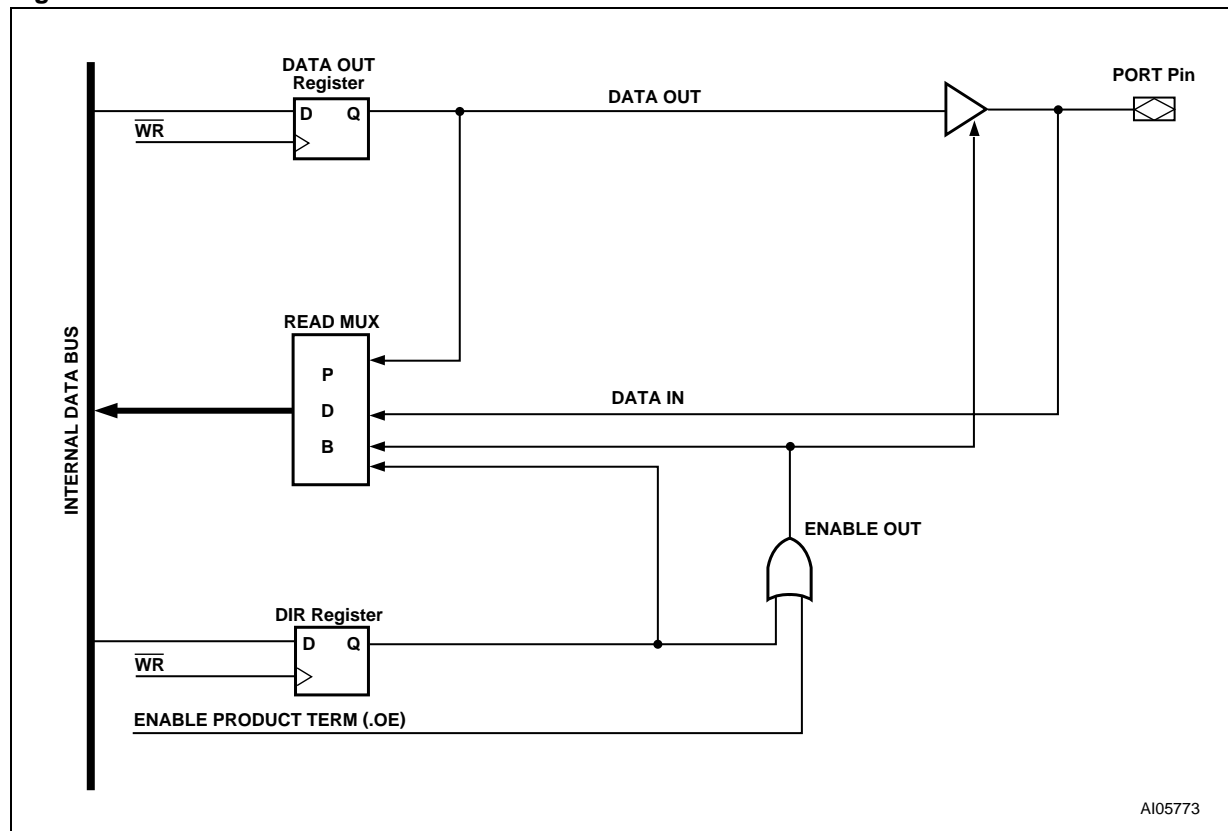 DATA OUT
Register
D Q
WR
DATA OUT
PORT Pin
READ MUX
P
D
B
DATA IN
INTERNAL DATA BUS
ENABLE OUT
DIR Register
D Q
WR
ENABLE PRODUCT TERM (.OE)
AI05773